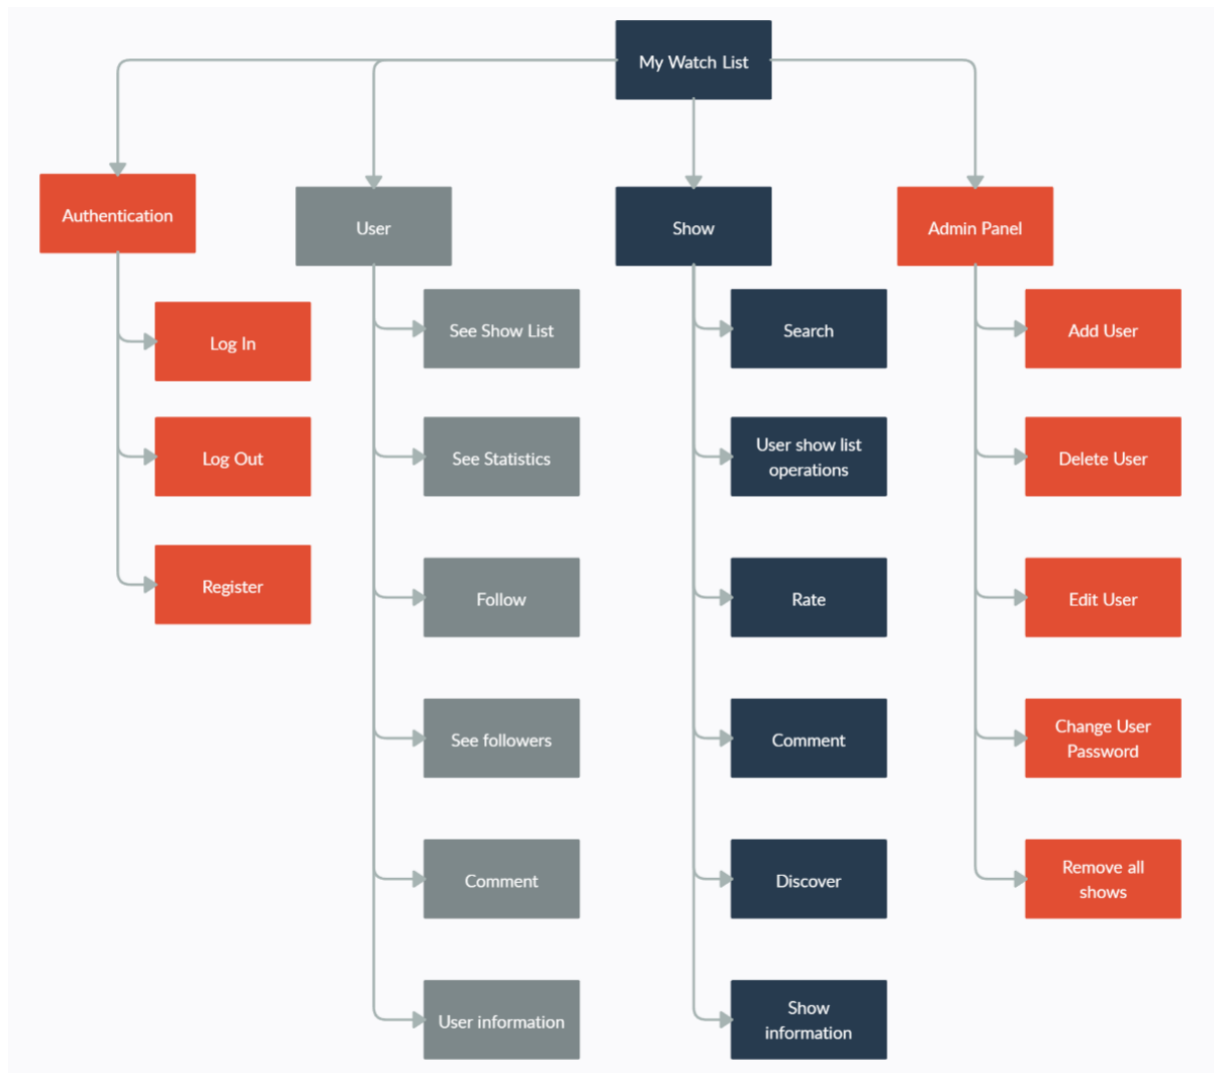 My Watch List
Authentication
Log In
Log Out
Register
User
See Show List
See Statistics
Follow
See followers
Comment
User information
Show
Search
User show list
operations
Rate
Comment
Discover
Show
information
Admin Panel
Add User
Delete User
Edit User
Change User
Password
Remove all
shows